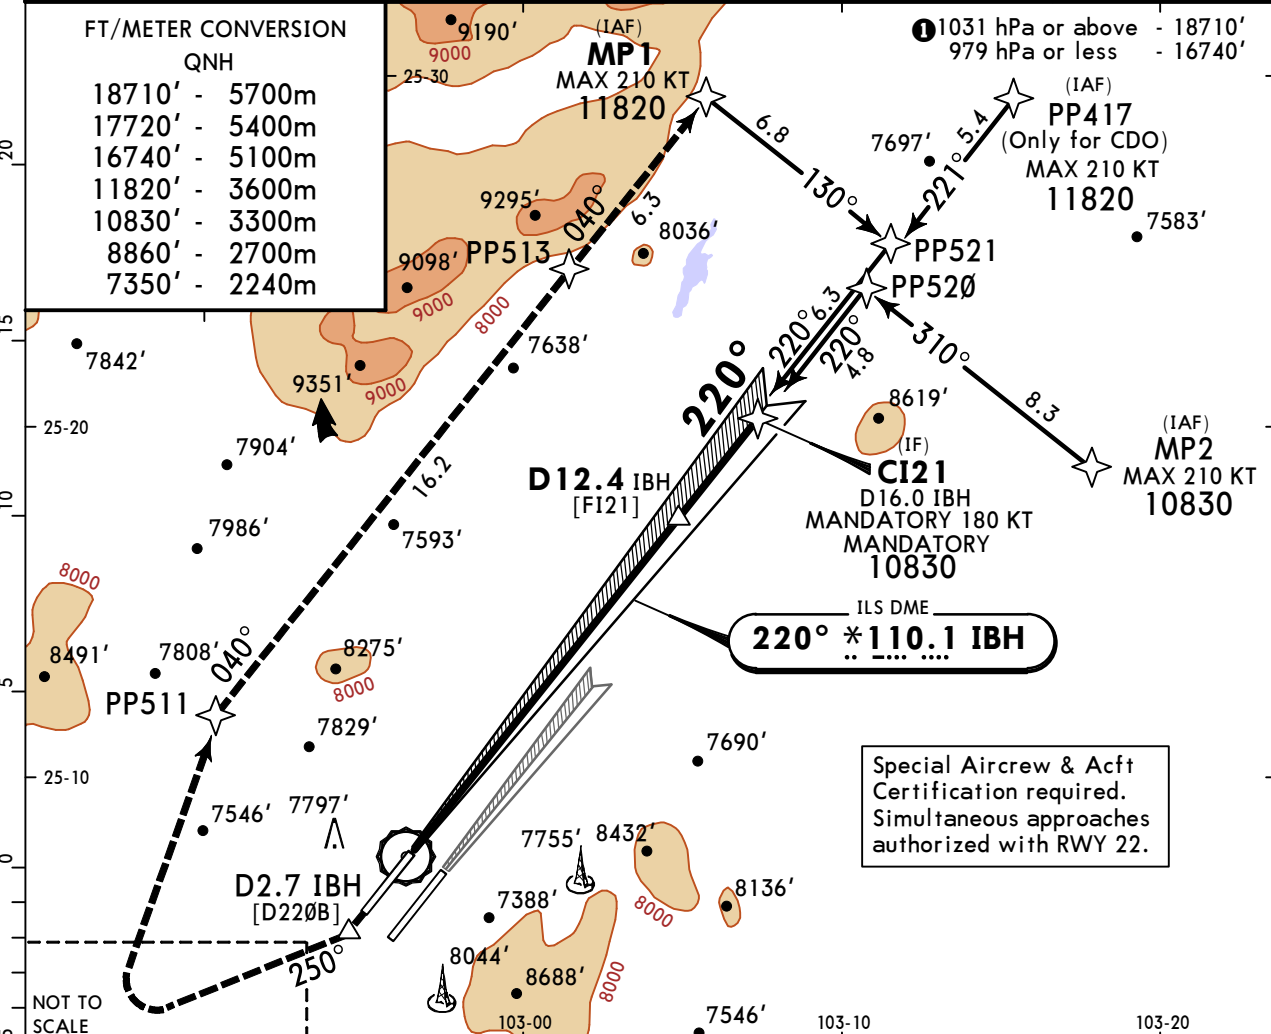 FT/METER CONVERSION
QNH
18710' - 5700m
17720' - 5400m
16740' - 5100m
11820' - 3600m
10830' - 3300m
8860' - 2700m
7350' - 2240m
9190'
9000
25-30
(IAF)
MP1
MAX 210 KT
11820
❶1031 hPa or above - 18710'
979 hPa or less - 16740'
(IAF)
PP417
(Only for CDO)
MAX 210 KT
11820
6.8
5.4
7697'
130°
221°
7583'
20
9295'
040°
6.3
8036'
PP513
9098'
9000
8000
PP521
PP52Ø
15
7842'
7638'
9351'
9000
220°
6.3
220°
4.8
310°
220°
8619'
8.3
25-20
7904'
16.2
(IAF)
MP2
MAX 210 KT
10830
(IF)
CI21
D16.0 IBH
MANDATORY 180 KT
MANDATORY
10830
D12.4 IBH
[FI21]
10
7986'
7593'
8000
ILS DME
220° *110.1 IBH
8491'
7808'
040°
8275'
8000
5
PP511
7829'
7690'
25-10
Special Aircrew & Acft
Certification required.
Simultaneous approaches
authorized with RWY 22.
7546'
7797'
7755'
8432'
0
D2.7 IBH
[D22ØB]
7388'
8136'
8000
250°
8044'
8688'
8000
NOT TO
SCALE
7546'
103-00
103-10
103-20
5